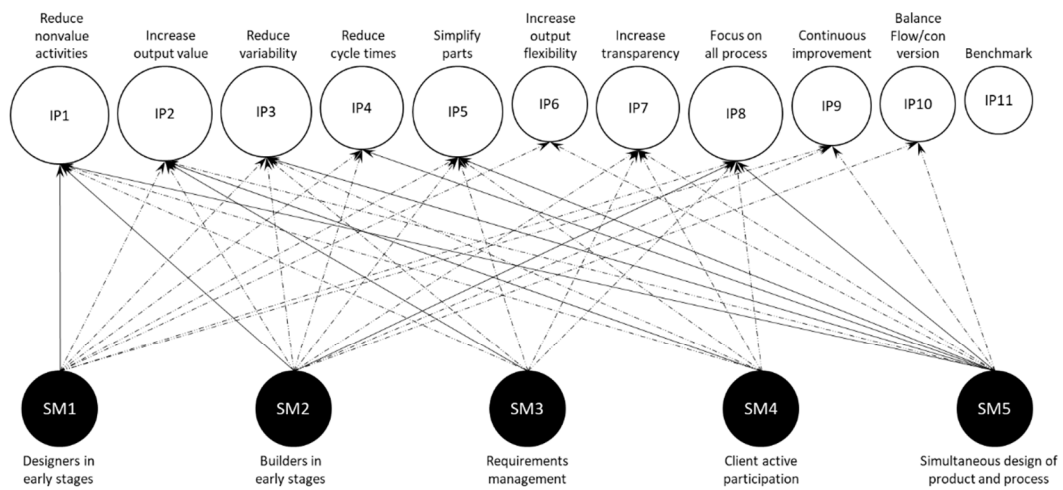 Reduce
nonvalue
activities
Increase
output value
Reduce
variability
Reduce
cycle times
Simplify
parts
Increase
output
flexibility
Increase
transparency
Focus on
all process
Continuous
improvement
Balance
Flow/con
version
Benchmark
IP1
IP2
IP3
IP4
IP5
IP6
IP7
IP8
IP9
IP10
IP11
SM1
SM2
SM3
SM4
SM5
Designers in
early stages
Builders in
early stages
Requirements
management
Client active
participation
Simultaneous design of
product and process